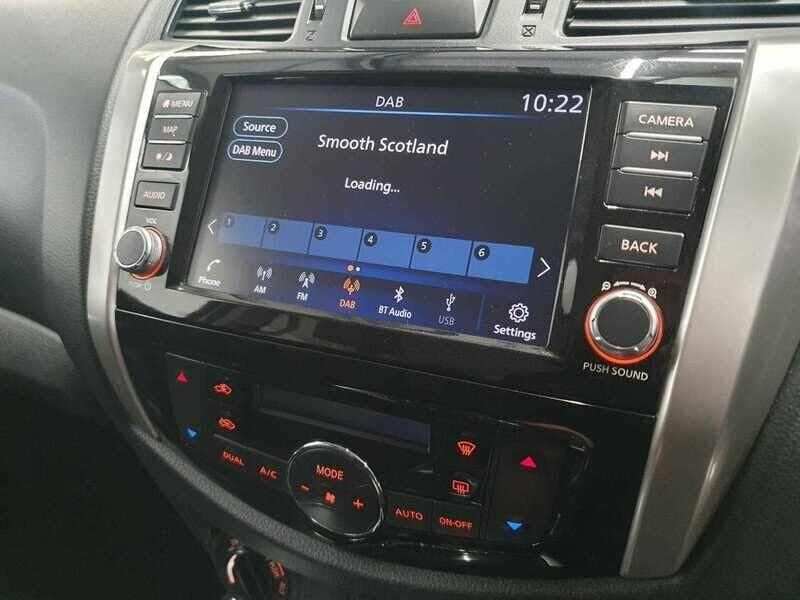 DAB
10:22
Source
DAB Menu
Smooth Scotland
Loading...
1 2 3 4 5 6
Phone
AM
FM
DAB
BT Audio
USB
Settings
MENU
MAP
AUDIO
VOL
PUSH
CAMERA
BACK
PUSH SOUND
DUAL
A/C
MODE
AUTO
ON·OFF